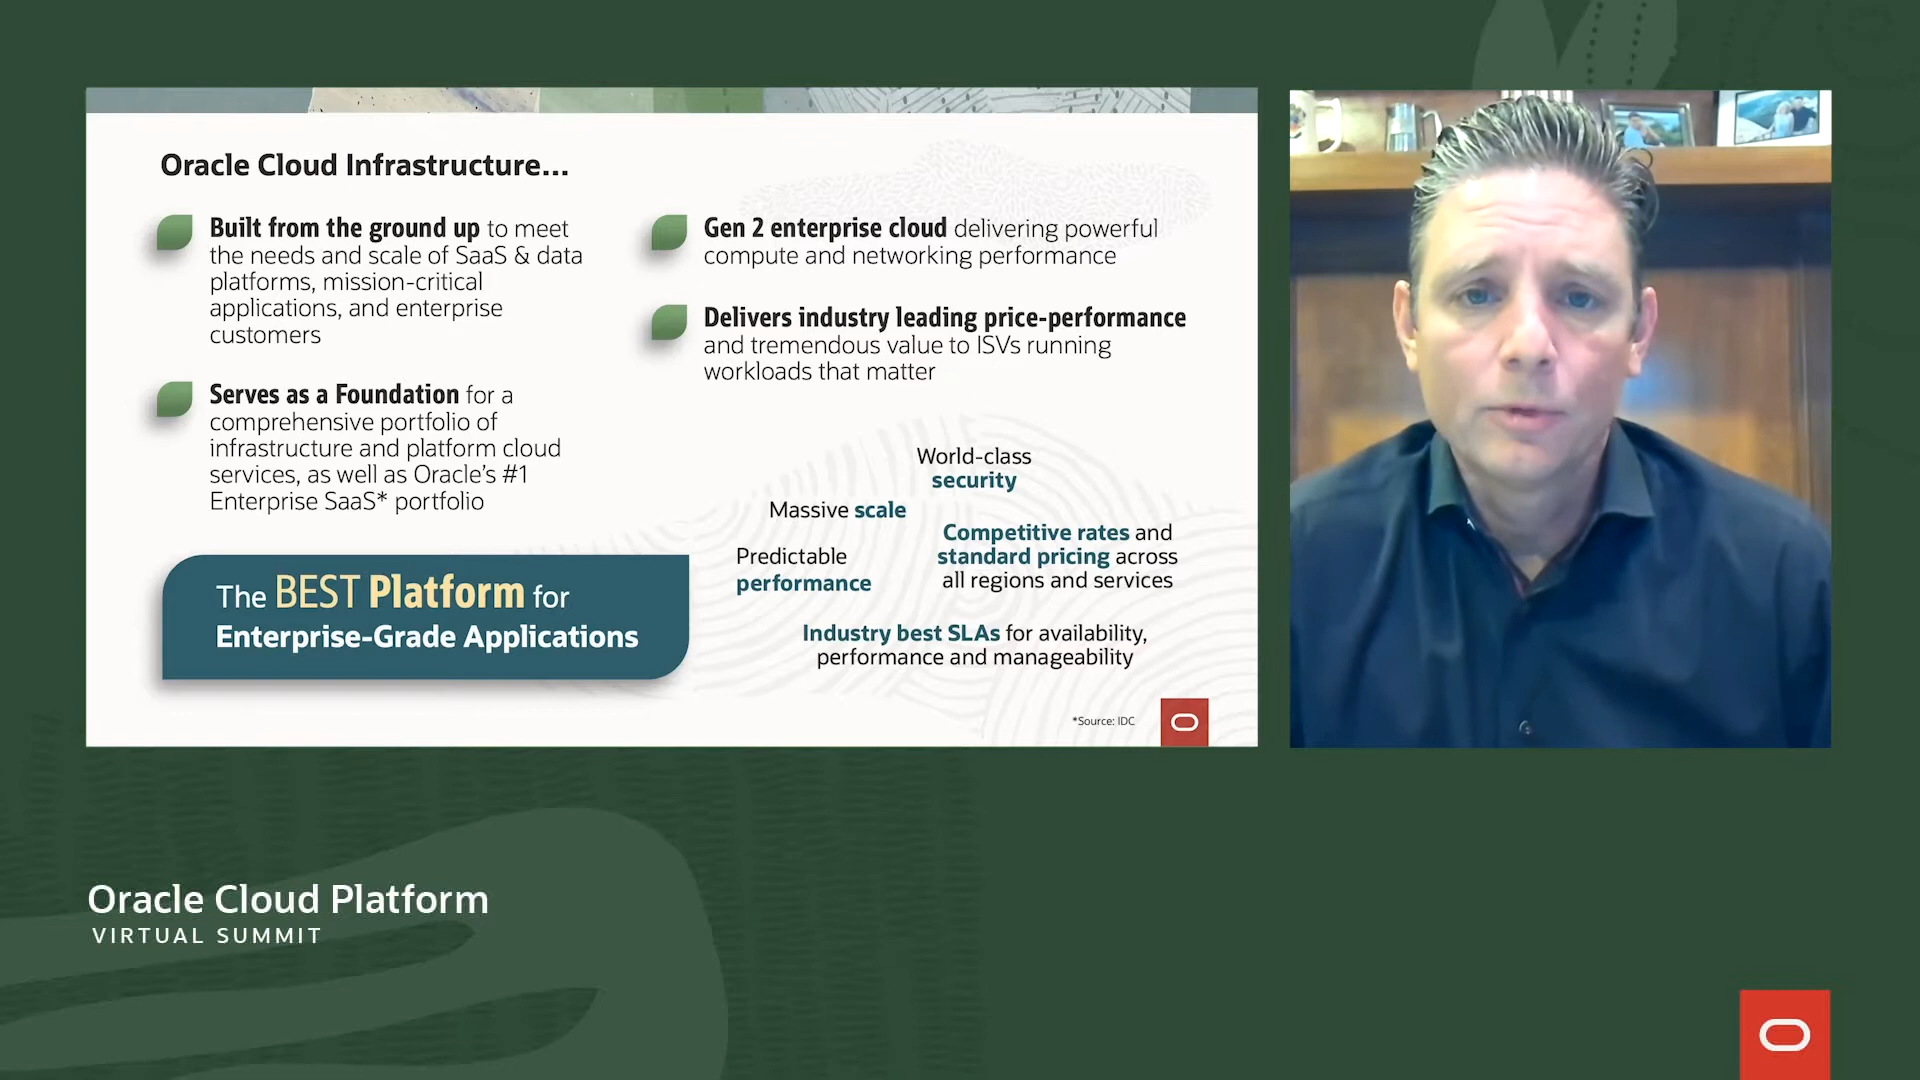 Oracle Cloud Infrastructure...
Built from the ground up to meet
the needs and scale of SaaS & data
platforms, mission-critical
applications, and enterprise
customers
Serves as a Foundation for a
comprehensive portfolio of
infrastructure and platform cloud
services, as well as Oracle's #1
Enterprise SaaS* portfolio
The BEST Platform for
Enterprise-Grade Applications
Gen 2 enterprise cloud delivering powerful
compute and networking performance
Delivers industry leading price-performance
and tremendous value to ISVs running
workloads that matter
World-class
security
Massive scale
Competitive rates and
standard pricing across
all regions and services
Predictable
performance
Industry best SLAs for availability,
performance and manageability
*Source: IDC
Oracle Cloud Platform
VIRTUAL SUMMIT